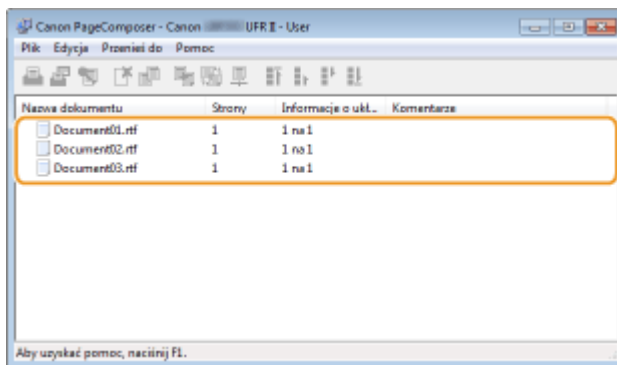 Canon PageComposer - Canon UFR II - User
Plik Edycja Przenieś do Pomoc
Nazwa dokumentu Strony Informacje o ukł... Komentarze
Document01.rtf 1 1 na 1
Document02.rtf 1 1 na 1
Document03.rtf 1 1 na 1
Aby uzyskać pomoc, naciśnij F1.